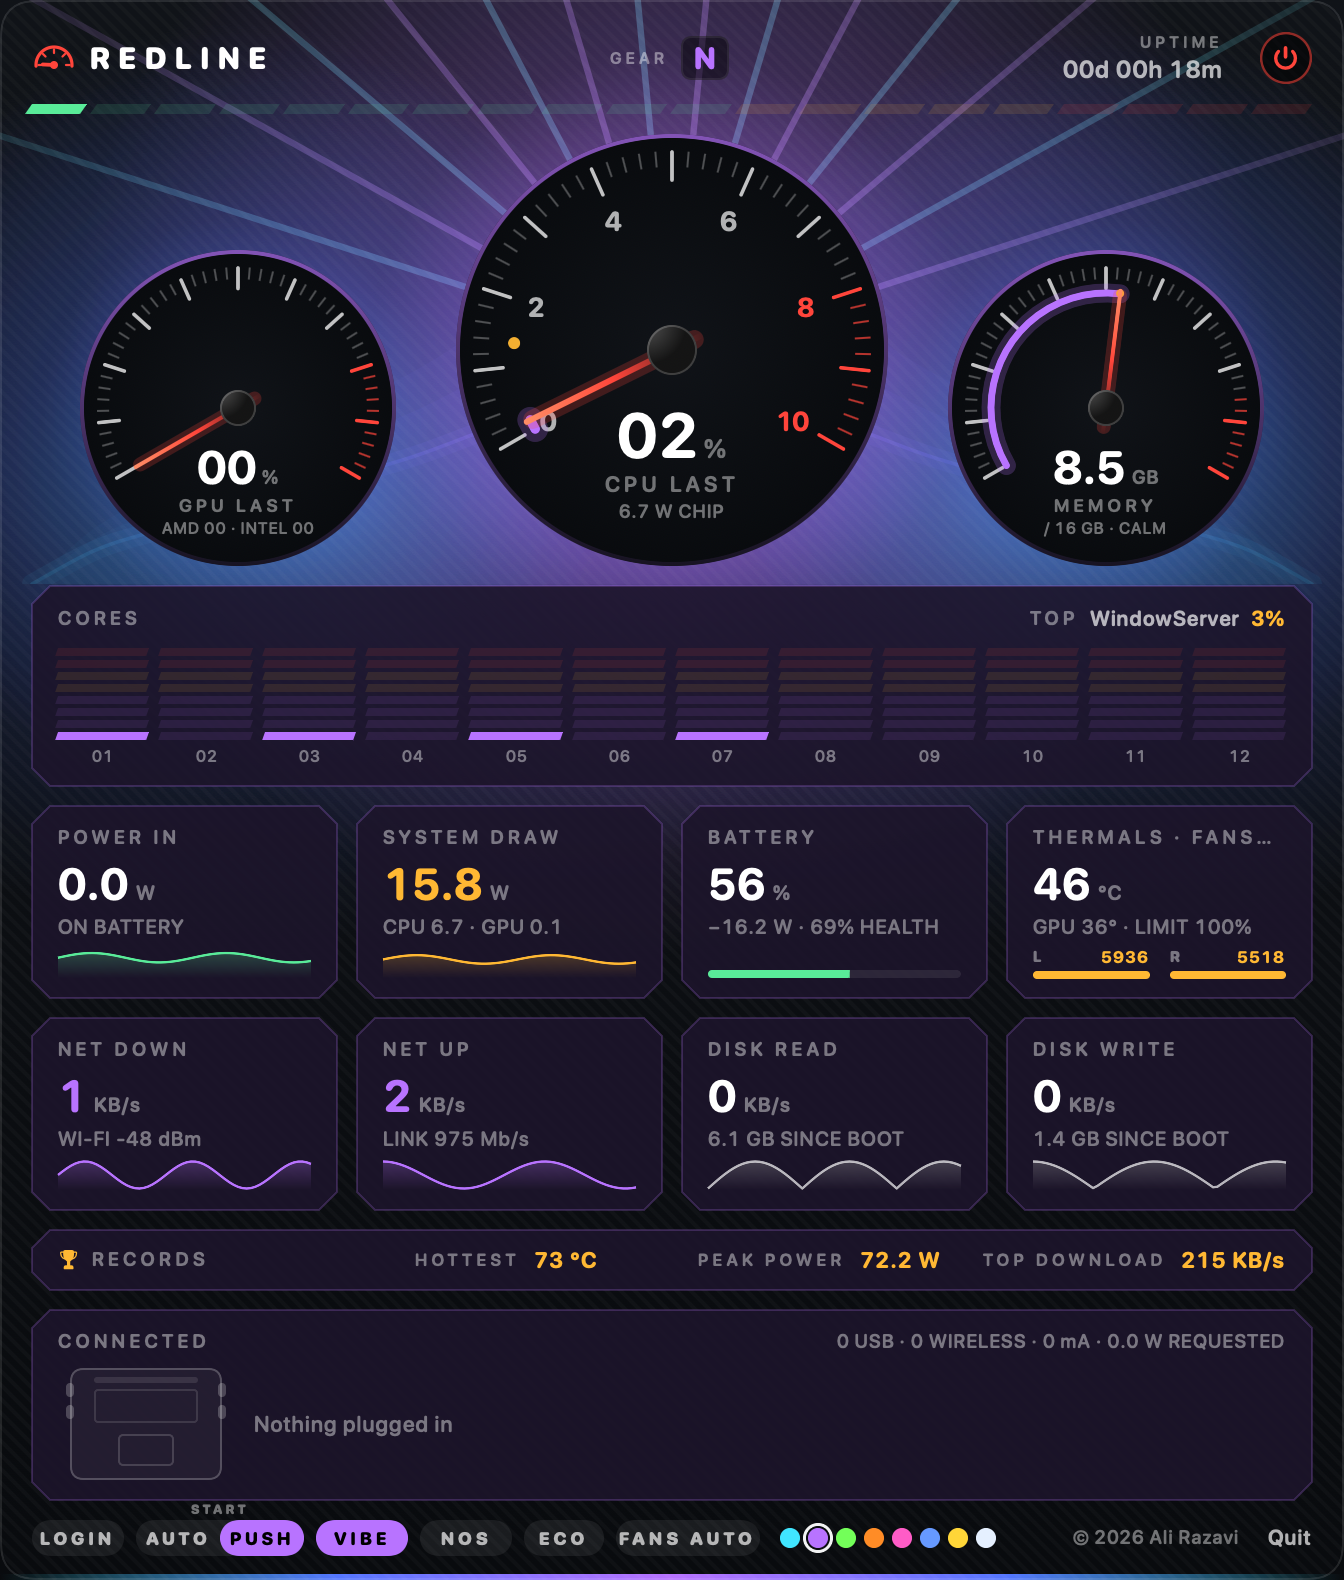 REDLINE
GEAR N
UPTIME
00d 00h 18m
4 6
2 8
0 10
02 %
CPU LAST
6.7 W CHIP
00 %
GPU LAST
AMD 00 · INTEL 00
8.5 GB
MEMORY
/ 16 GB · CALM
CORES TOP WindowServer 3%
01 02 03 04 05 06 07 08 09 10 11 12
POWER IN
0.0 W
ON BATTERY
SYSTEM DRAW
15.8 W
CPU 6.7 · GPU 0.1
BATTERY
56 %
−16.2 W · 69% HEALTH
THERMALS · FANS...
46 °C
GPU 36° · LIMIT 100%
L 5936 R 5518
NET DOWN
1 KB/s
WI-FI -48 dBm
NET UP
2 KB/s
LINK 975 Mb/s
DISK READ
0 KB/s
6.1 GB SINCE BOOT
DISK WRITE
0 KB/s
1.4 GB SINCE BOOT
RECORDS HOTTEST 73 °C PEAK POWER 72.2 W TOP DOWNLOAD 215 KB/s
CONNECTED 0 USB · 0 WIRELESS · 0 mA · 0.0 W REQUESTED
Nothing plugged in
START
LOGIN AUTO PUSH VIBE NOS ECO FANS AUTO © 2026 Ali Razavi Quit